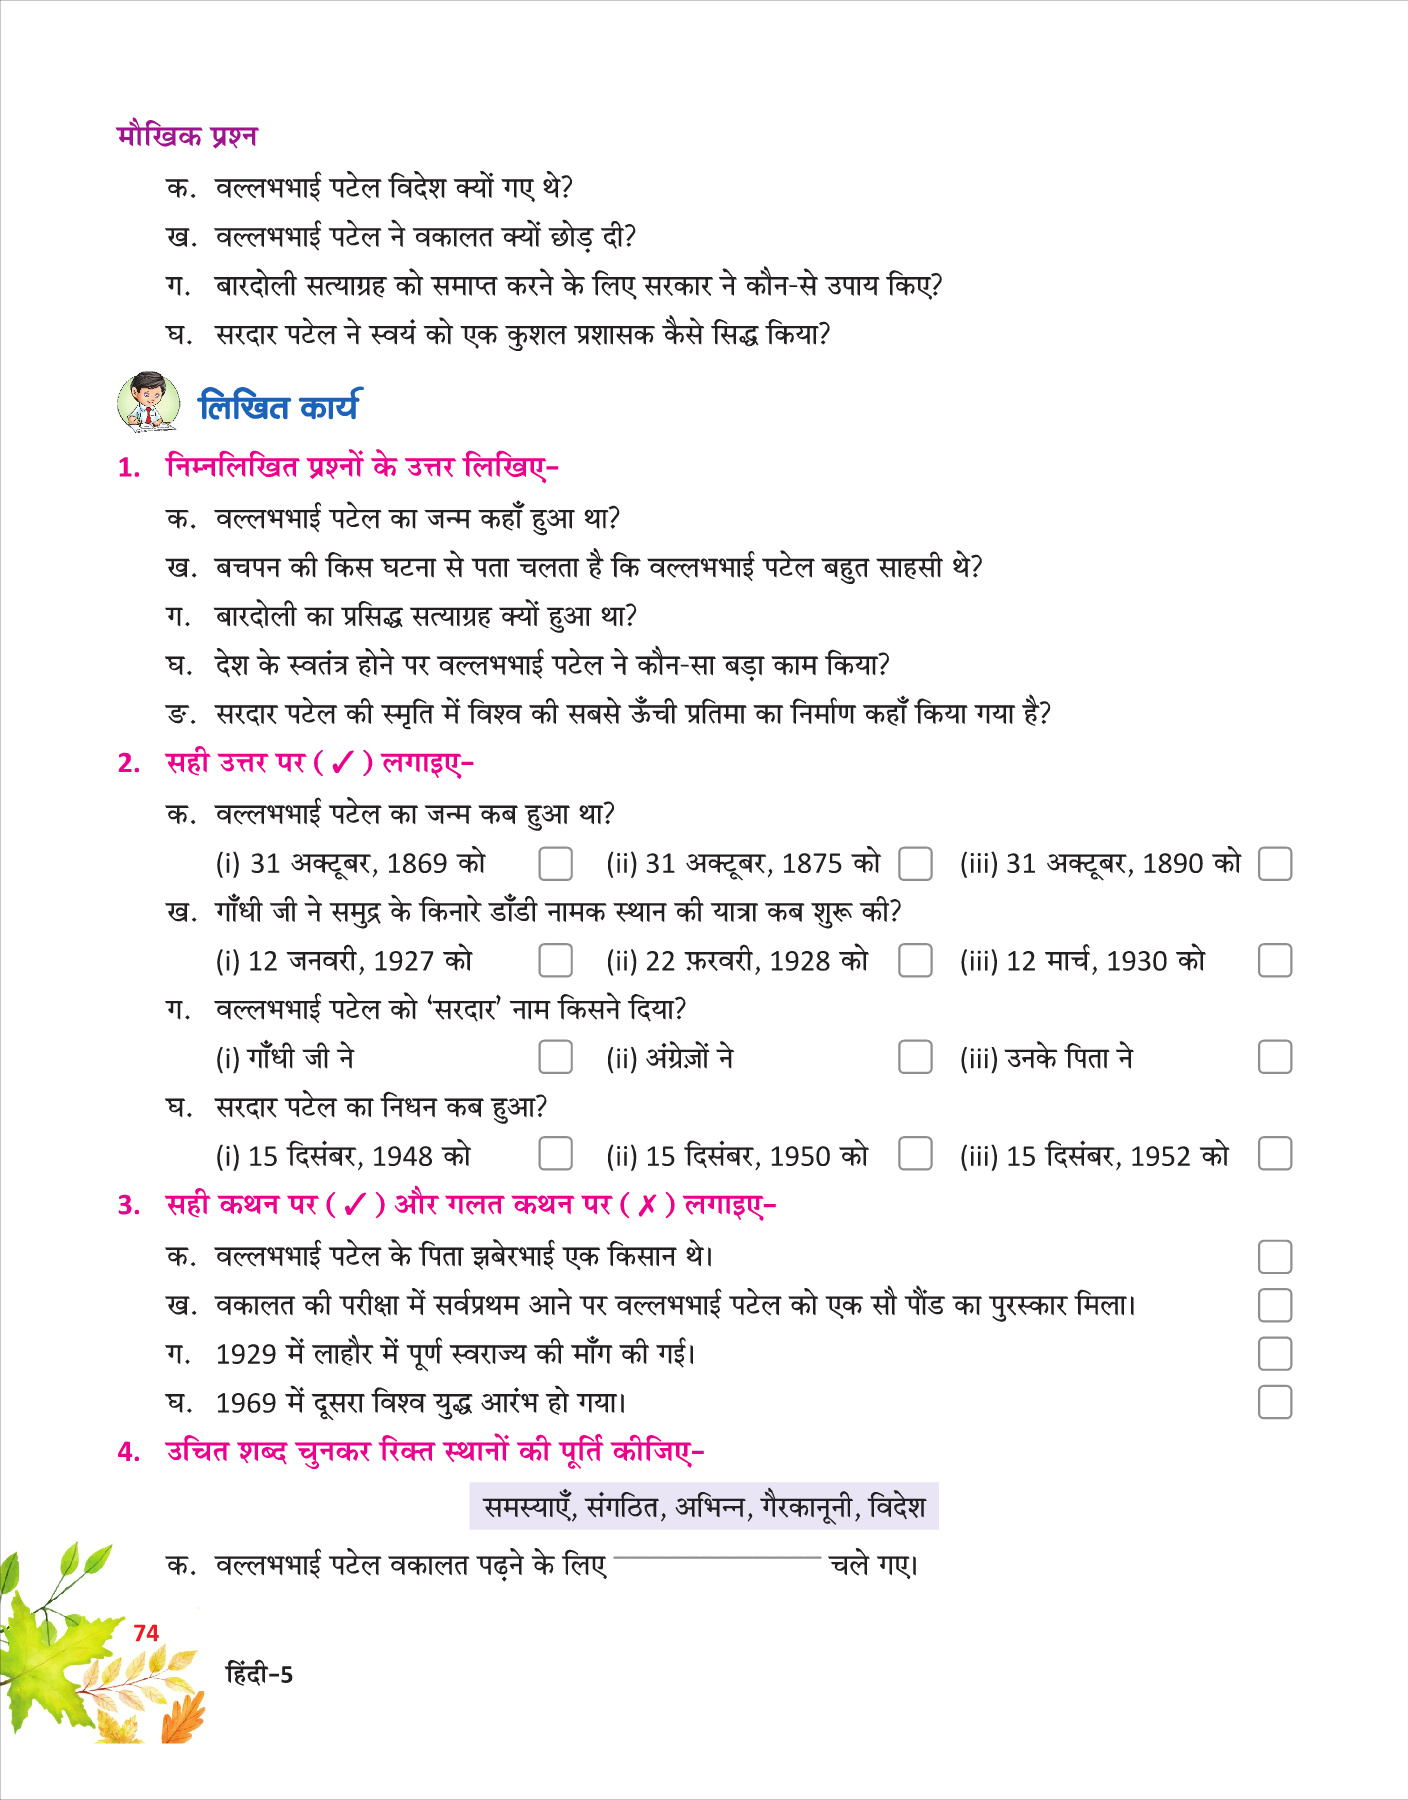 मौखिक प्रश्न
क. वल्लभभाई पटेल विदेश क्यों गए थे?
ख. वल्लभभाई पटेल ने वकालत क्यों छोड़ दी?
ग. बारदोली सत्याग्रह को समाप्त करने के लिए सरकार ने कौन-से उपाय किए?
घ. सरदार पटेल ने स्वयं को एक कुशल प्रशासक कैसे सिद्ध किया?
लिखित कार्य
1. निम्नलिखित प्रश्नों के उत्तर लिखिए-
क. वल्लभभाई पटेल का जन्म कहाँ हुआ था?
ख. बचपन की किस घटना से पता चलता है कि वल्लभभाई पटेल बहुत साहसी थे?
ग. बारदोली का प्रसिद्ध सत्याग्रह क्यों हुआ था?
घ. देश के स्वतंत्र होने पर वल्लभभाई पटेल ने कौन-सा बड़ा काम किया?
ङ. सरदार पटेल की स्मृति में विश्व की सबसे ऊँची प्रतिमा का निर्माण कहाँ किया गया है?
2. सही उत्तर पर (✓) लगाइए-
क. वल्लभभाई पटेल का जन्म कब हुआ था?
(i) 31 अक्टूबर, 1869 को (ii) 31 अक्टूबर, 1875 को (iii) 31 अक्टूबर, 1890 को
ख. गाँधी जी ने समुद्र के किनारे डाँडी नामक स्थान की यात्रा कब शुरू की?
(i) 12 जनवरी, 1927 को (ii) 22 फ़रवरी, 1928 को (iii) 12 मार्च, 1930 को
ग. वल्लभभाई पटेल को ‘सरदार’ नाम किसने दिया?
(i) गाँधी जी ने (ii) अंग्रेज़ों ने (iii) उनके पिता ने
घ. सरदार पटेल का निधन कब हुआ?
(i) 15 दिसंबर, 1948 को (ii) 15 दिसंबर, 1950 को (iii) 15 दिसंबर, 1952 को
3. सही कथन पर (✓) और गलत कथन पर (✗) लगाइए-
क. वल्लभभाई पटेल के पिता झबेरभाई एक किसान थे।
ख. वकालत की परीक्षा में सर्वप्रथम आने पर वल्लभभाई पटेल को एक सौ पौंड का पुरस्कार मिला।
ग. 1929 में लाहौर में पूर्ण स्वराज्य की माँग की गई।
घ. 1969 में दूसरा विश्व युद्ध आरंभ हो गया।
4. उचित शब्द चुनकर रिक्त स्थानों की पूर्ति कीजिए-
समस्याएँ, संगठित, अभिन्न, गैरकानूनी, विदेश
क. वल्लभभाई पटेल वकालत पढ़ने के लिए ____________ चले गए।
74
हिंदी-5